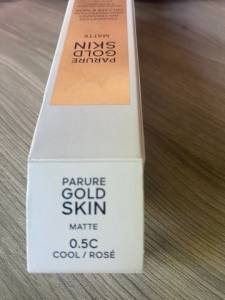 PARURE
GOLD
SKIN
MATTE
PARURE
GOLD
SKIN
MATTE
0.5C
COOL / ROSÉ